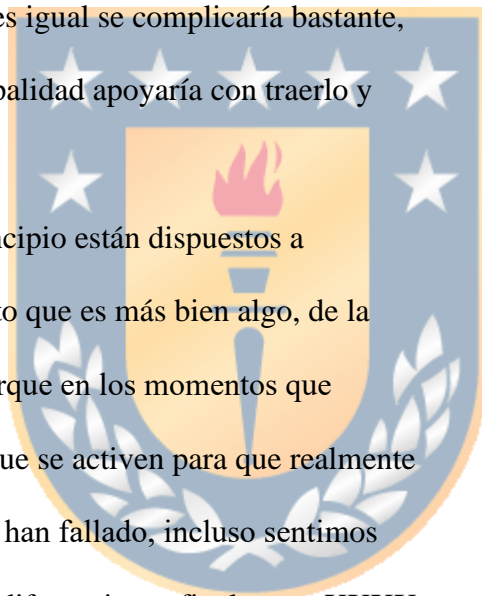 es igual se complicaría bastante,
palidad apoyaría con traerlo y
ncipio están dispuestos a
to que es más bien algo, de la
rque en los momentos que
ue se activen para que realmente
han fallado, incluso sentimos